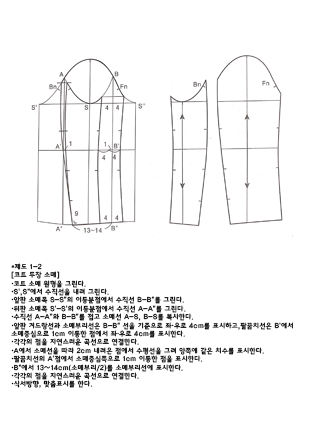 A B
Bn Fn
S' S S"
4 4
A' 1 1 B'
4 4
9
A" 13~14 B"
Bn Fn
•제도 1-2
[코트 두장 소매]
·코트 소매 원형을 그린다.
·S',S"에서 수직선을 내려 그린다.
·앞판 소매폭 S-S"의 이등분점에서 수직선 B-B"를 그린다.
·뒤판 소매폭 S'-S의 이등분점에서 수직선 A-A"를 그린다.
·수직선 A-A"와 B-B"를 접고 소매선 A-S, B-S를 복사한다.
·앞판 겨드랑선과 소매부리선은 B-B" 선을 기준으로 좌·우로 4cm를 표시하고,팔꿈치선은 B'에서
소매중심으로 1cm 이동한 점에서 좌·우로 4cm를 표시한다.
·각각의 점을 자연스러운 곡선으로 연결한다.
·A에서 소매선을 따라 2cm 내려온 점에서 수평선을 그려 양쪽에 같은 치수를 표시한다.
·팔꿈치선의 A'점에서 소매중심쪽으로 1cm 이동한 점을 표시한다.
·B"에서 13~14cm(소매부리/2)를 소매부리선에 표시한다.
·각각의 점을 자연스러운 곡선으로 연결한다.
·식서방향, 맞춤표시를 한다.